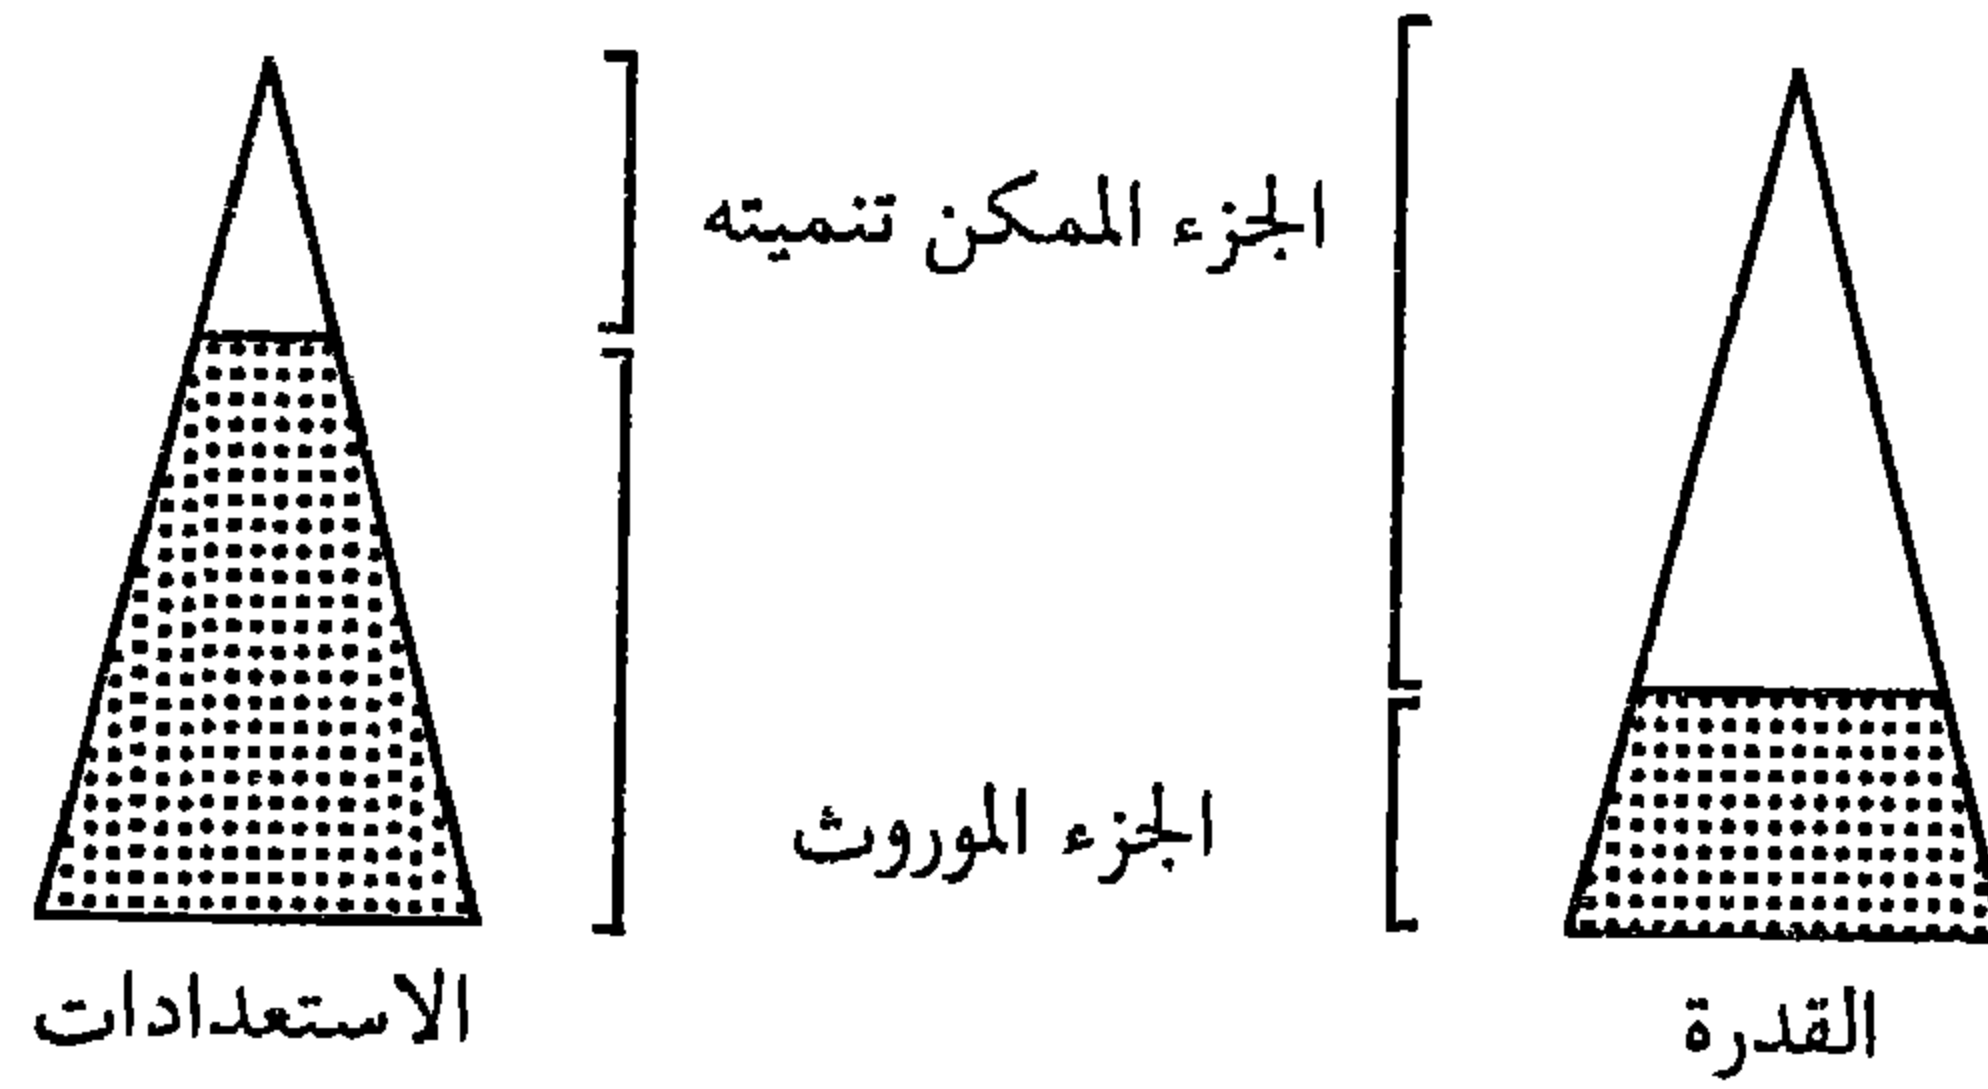 الجزء الممكن تنميته
الجزء الموروث
القدرة
الاستعدادات